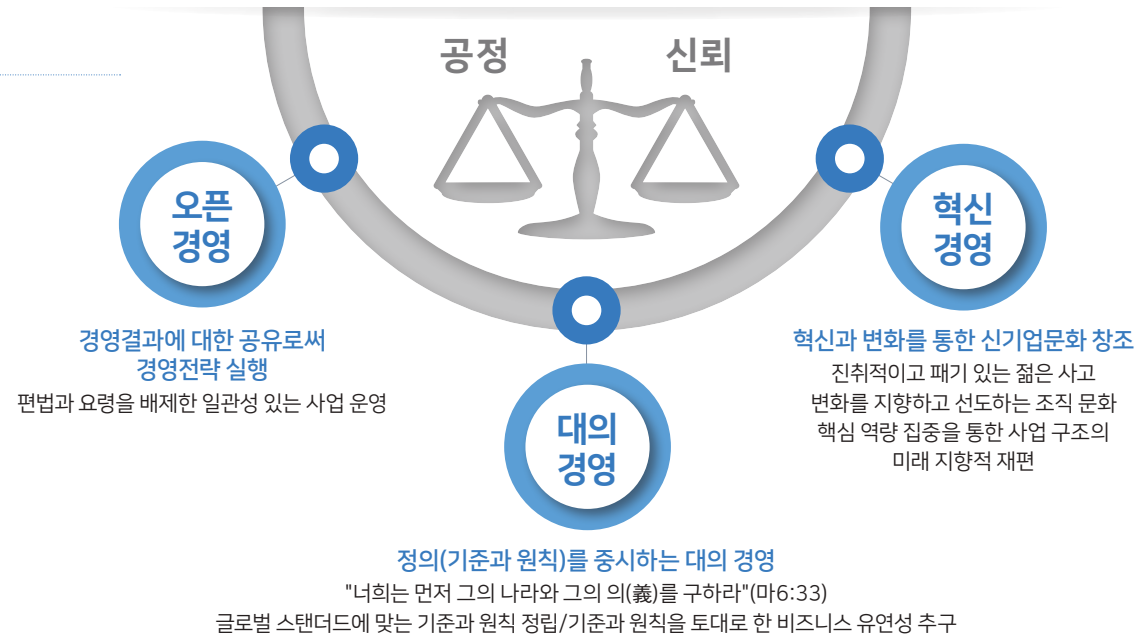 공정
신뢰
오픈
경영
경영결과에 대한 공유로써
경영전략 실행
편법과 요령을 배제한 일관성 있는 사업 운영
대의
경영
정의(기준과 원칙)를 중시하는 대의 경영
"너희는 먼저 그의 나라와 그의 의(義)를 구하라"(마6:33)
글로벌 스탠더드에 맞는 기준과 원칙 정립/기준과 원칙을 토대로 한 비즈니스 유연성 추구
혁신
경영
혁신과 변화를 통한 신기업문화 창조
진취적이고 패기 있는 젊은 사고
변화를 지향하고 선도하는 조직 문화
핵심 역량 집중을 통한 사업 구조의
미래 지향적 재편